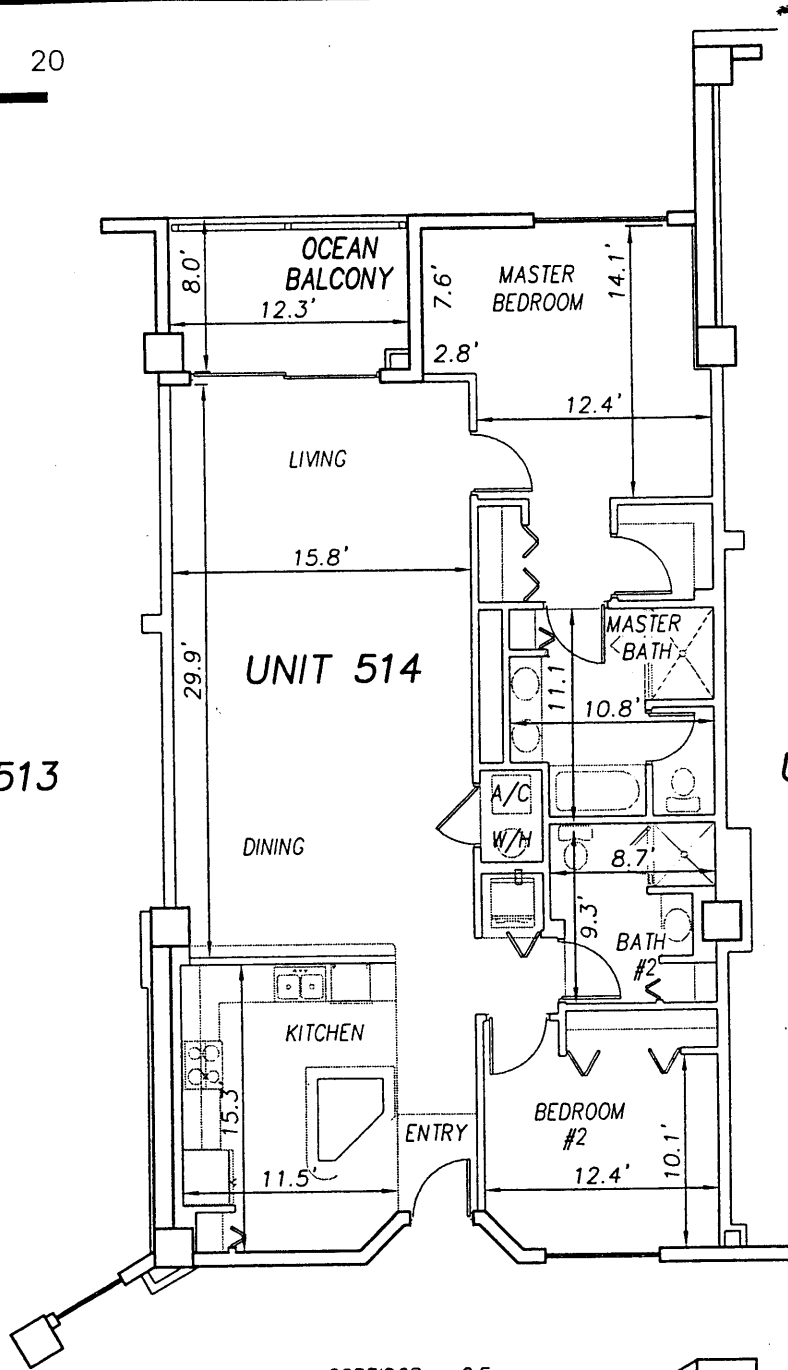 20
OCEAN
BALCONY
8.0'
12.3'
7.6'
2.8'
MASTER
BEDROOM
14.1'
12.4'
LIVING
15.8'
29.9'
UNIT 514
MASTER
BATH
11.1'
10.8'
513
A/C
W/H
DINING
8.7'
9.3'
BATH
#2
KITCHEN
15.3'
11.5'
ENTRY
BEDROOM
#2
12.4'
10.1'